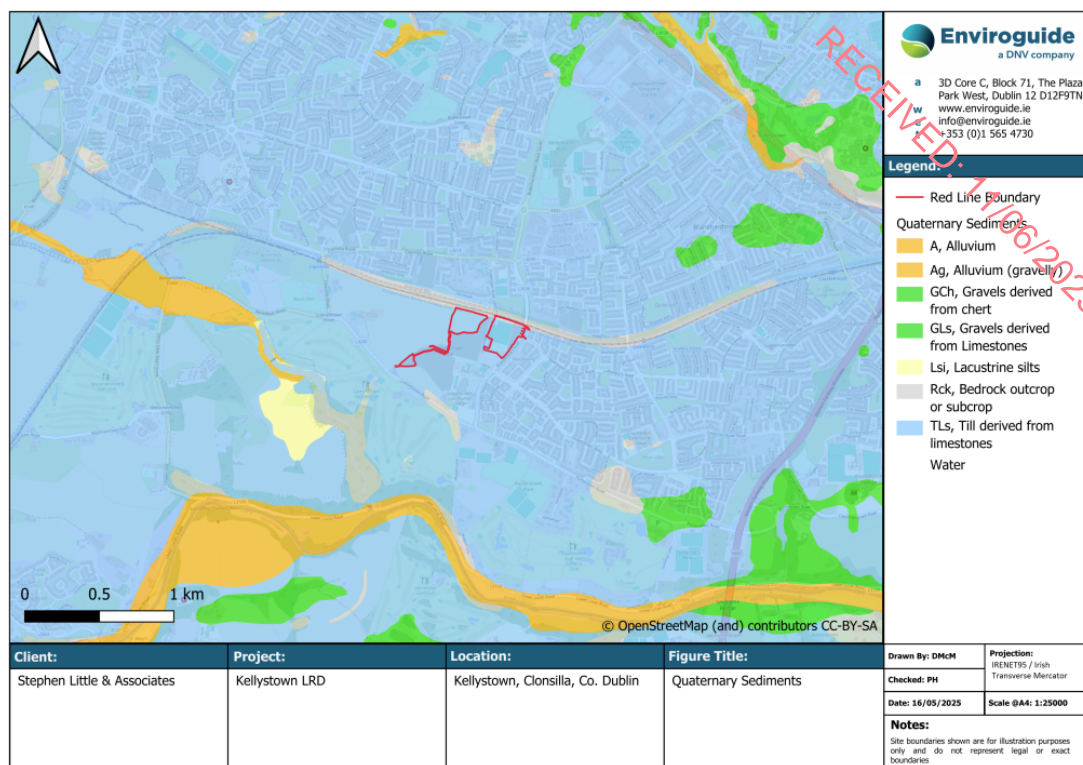 Enviroguide
a DNV company
a 3D Core C, Block 71, The Plaza
Park West, Dublin 12 D12F9TN
w www.enviroguide.ie
e info@enviroguide.ie
+353 (0)1 565 4730
RECEIVED: 11/06/202
Legend:
Red Line Boundary
Quaternary Sediments
A, Alluvium
Ag, Alluvium (gravelly)
GCh, Gravels derived
from chert
GLs, Gravels derived
from Limestones
Lsi, Lacustrine silts
Rck, Bedrock outcrop
or subcrop
TLs, Till derived from
limestones
Water
0 0.5 1 km
© OpenStreetMap (and) contributors CC-BY-SA
Client:
Stephen Little & Associates
Project:
Kellystown LRD
Location:
Kellystown, Clonsilla, Co. Dublin
Figure Title:
Quaternary Sediments
Drawn By: DMcM
Checked: PH
Date: 16/05/2025
Projection:
IRENET95 / Irish
Transverse Mercator
Scale @A4: 1:25000
Notes:
Site boundaries shown are for illustration purposes
only and do not represent legal or exact
boundaries